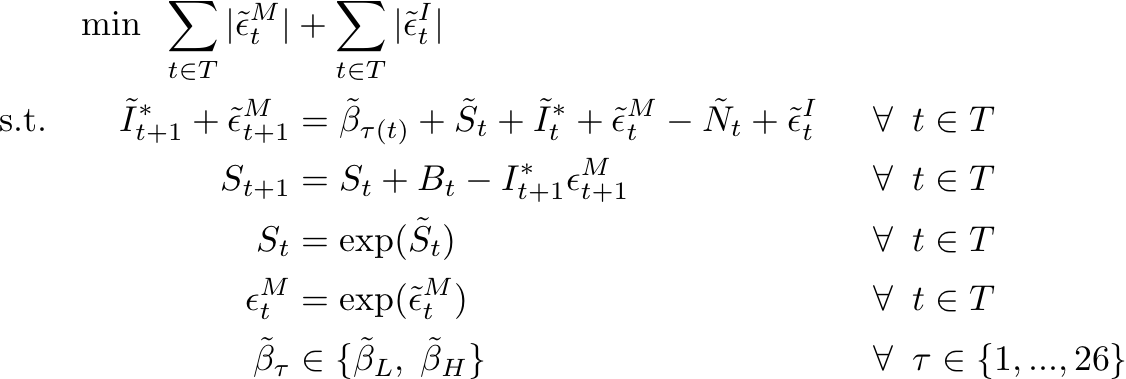 min ∑_{t∈T} |ε̃_t^M| + ∑_{t∈T} |ε̃_t^I|
s.t. Ĩ*_{t+1} + ε̃^M_{t+1} = β̃_{τ(t)} + S̃_t + Ĩ*_t + ε̃^M_t − Ñ_t + ε̃^I_t ∀ t ∈ T
S_{t+1} = S_t + B_t − I*_{t+1} ϵ^M_{t+1} ∀ t ∈ T
S_t = exp(S̃_t) ∀ t ∈ T
ϵ^M_t = exp(ε̃^M_t) ∀ t ∈ T
β̃_τ ∈ {β̃_L, β̃_H} ∀ τ ∈ {1, ..., 26}